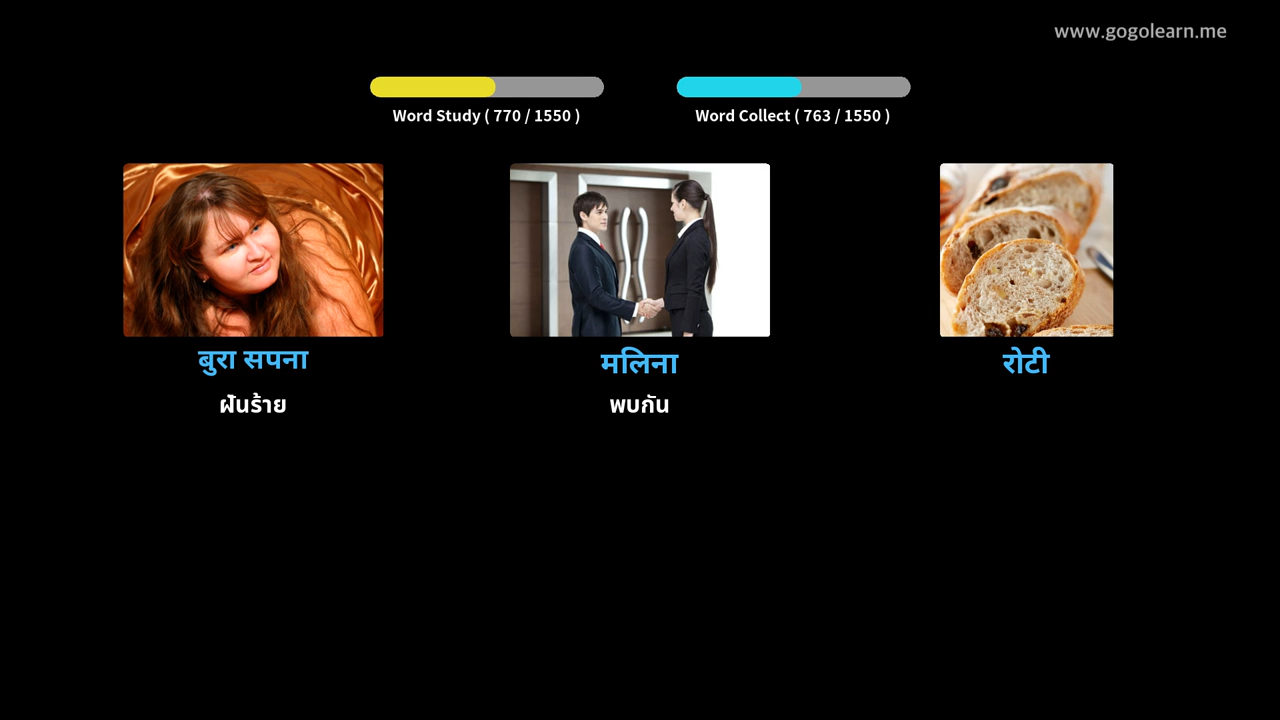 www.gogolearn.me
Word Study ( 770 / 1550 )
Word Collect ( 763 / 1550 )
बुरा सपना
मलिना
रोटी
ฝันร้าย
พบกัน